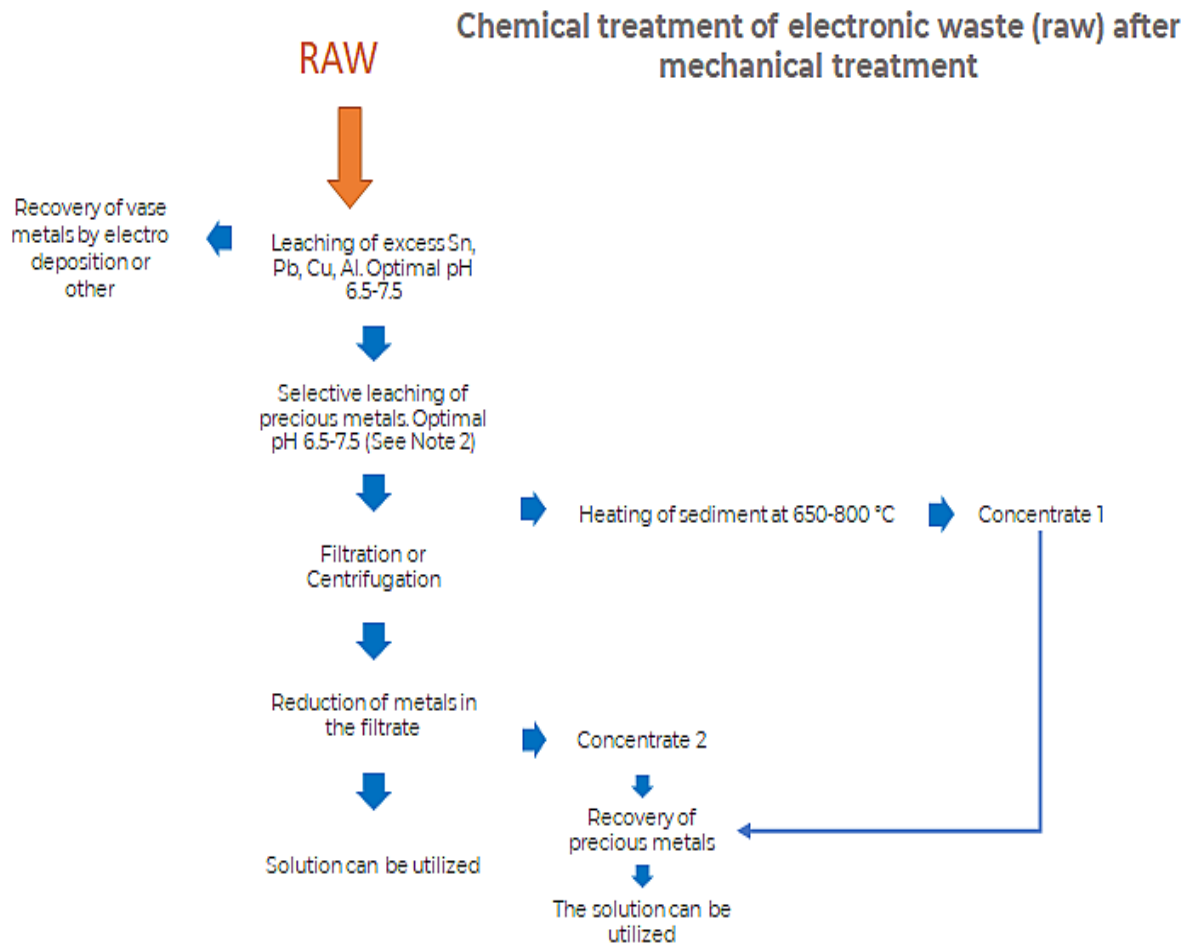 Chemical treatment of electronic waste (raw) after
mechanical treatment
RAW
Recovery of vase
metals by electro
deposition or
other
Leaching of excess Sn,
Pb, Cu, Al. Optimal pH
6.5-7.5
Selective leaching of
precious metals. Optimal
pH 6.5-7.5 (See Note 2)
Heating of sediment at 650-800 °C
Concentrate 1
Filtration or
Centrifugation
Reduction of metals in
the filtrate
Concentrate 2
Recovery of
precious metals
Solution can be utilized
The solution can be
utilized